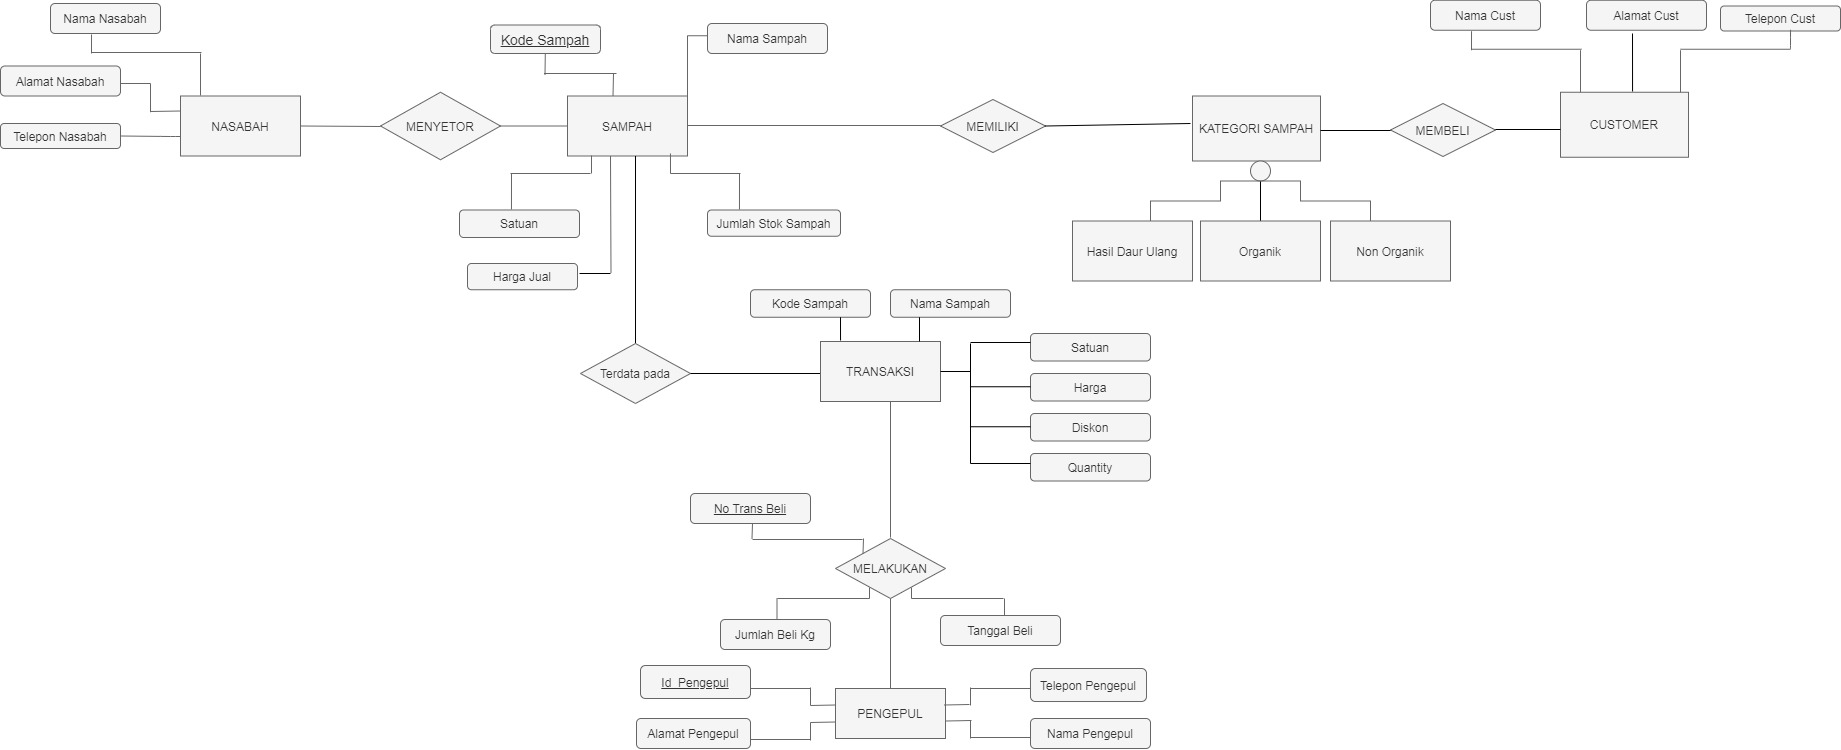 Nama Nasabah
Kode Sampah
Nama Sampah
Nama Cust
Alamat Cust
Telepon Cust
Alamat Nasabah
Telepon Nasabah
NASABAH
MENYETOR
SAMPAH
MEMILIKI
KATEGORI SAMPAH
MEMBELI
CUSTOMER
Satuan
Jumlah Stok Sampah
Harga Jual
Hasil Daur Ulang
Organik
Non Organik
Kode Sampah
Nama Sampah
Terdata pada
TRANSAKSI
Satuan
Harga
Diskon
Quantity
No Trans Beli
MELAKUKAN
Jumlah Beli Kg
Tanggal Beli
Id_Pengepul
Telepon Pengepul
PENGEPUL
Alamat Pengepul
Nama Pengepul